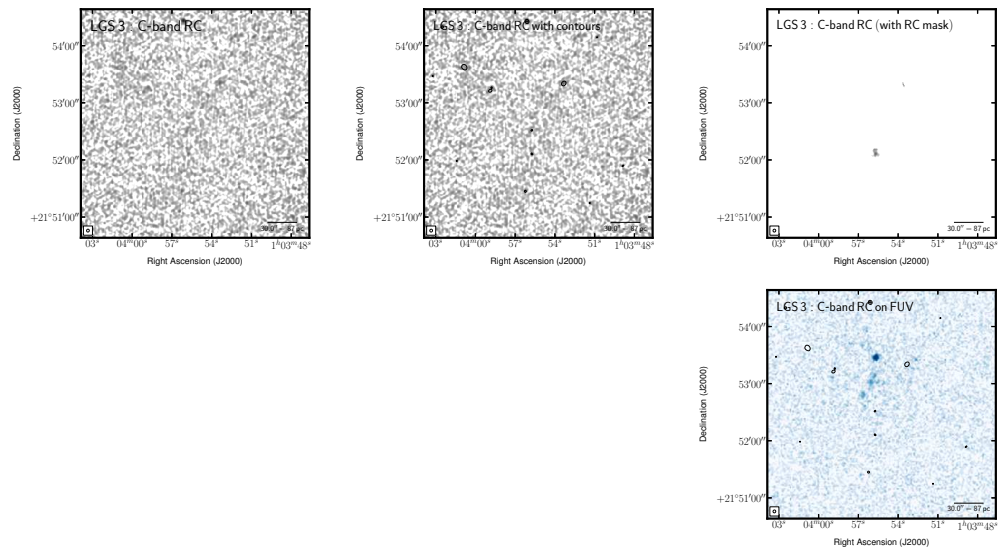 LGS 3 : C-band RC
Declination (J2000)
54′00″
53′00″
52′00″
+21°51′00″
30.0″ = 87 pc
03ˢ 04ᵐ00ˢ 57ˢ 54ˢ 51ˢ 1ʰ03ᵐ48ˢ
Right Ascension (J2000)
LGS 3 : C-band RC with contours
Declination (J2000)
54′00″
53′00″
52′00″
+21°51′00″
30.0″ = 87 pc
03ˢ 04ᵐ00ˢ 57ˢ 54ˢ 51ˢ 1ʰ03ᵐ48ˢ
Right Ascension (J2000)
LGS 3 : C-band RC (with RC mask)
Declination (J2000)
54′00″
53′00″
52′00″
+21°51′00″
30.0″ = 87 pc
03ˢ 04ᵐ00ˢ 57ˢ 54ˢ 51ˢ 1ʰ03ᵐ48ˢ
Right Ascension (J2000)
LGS 3 : C-band RC on FUV
Declination (J2000)
54′00″
53′00″
52′00″
+21°51′00″
30.0″ = 87 pc
03ˢ 04ᵐ00ˢ 57ˢ 54ˢ 51ˢ 1ʰ03ᵐ48ˢ
Right Ascension (J2000)